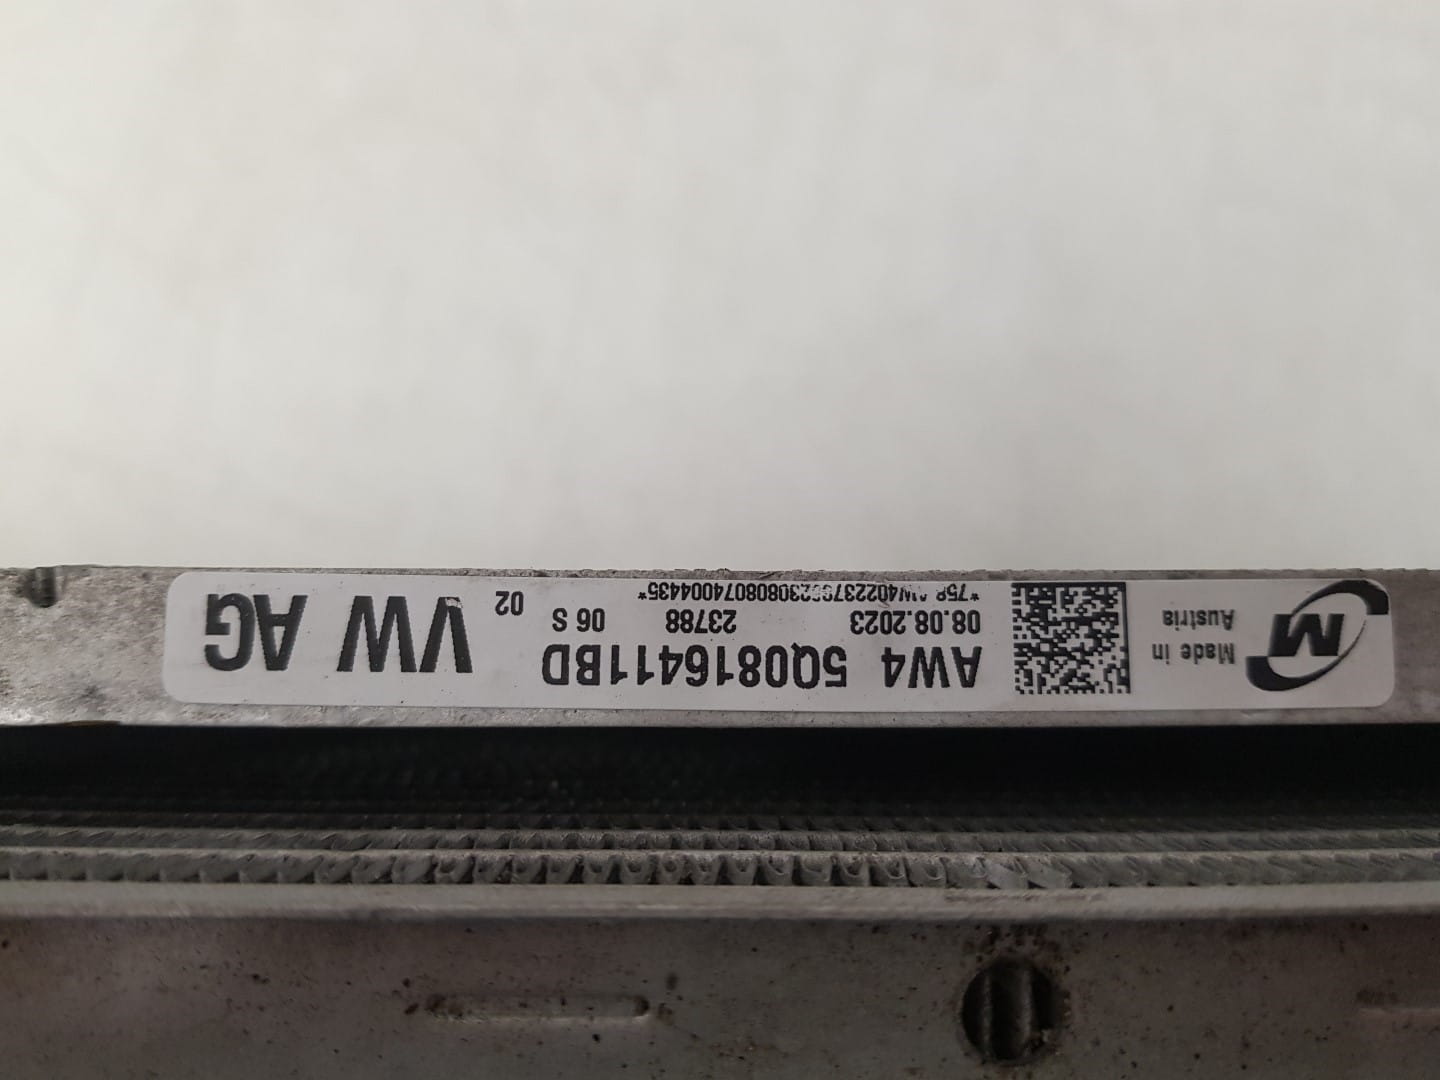 M
Made in
Austria
AW4 5Q0816411BD
08.08.2023 23788 06 S
VW AG
02